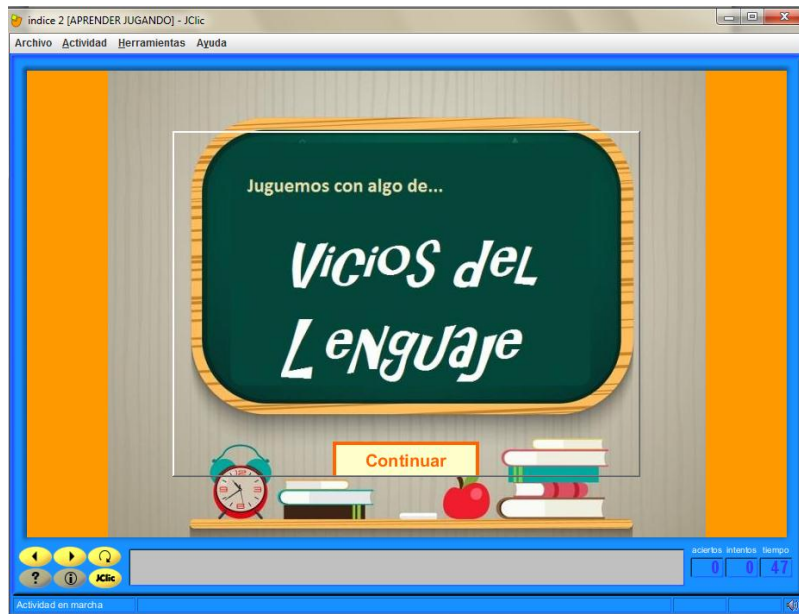 indice 2 [APRENDER JUGANDO] - JClic
Archivo Actividad Herramientas Ayuda
Juguemos con algo de...
Vicios del
Lenguaje
Continuar
aciertos intentos tiempo
0 0 47
? i JClic
Actividad en marcha